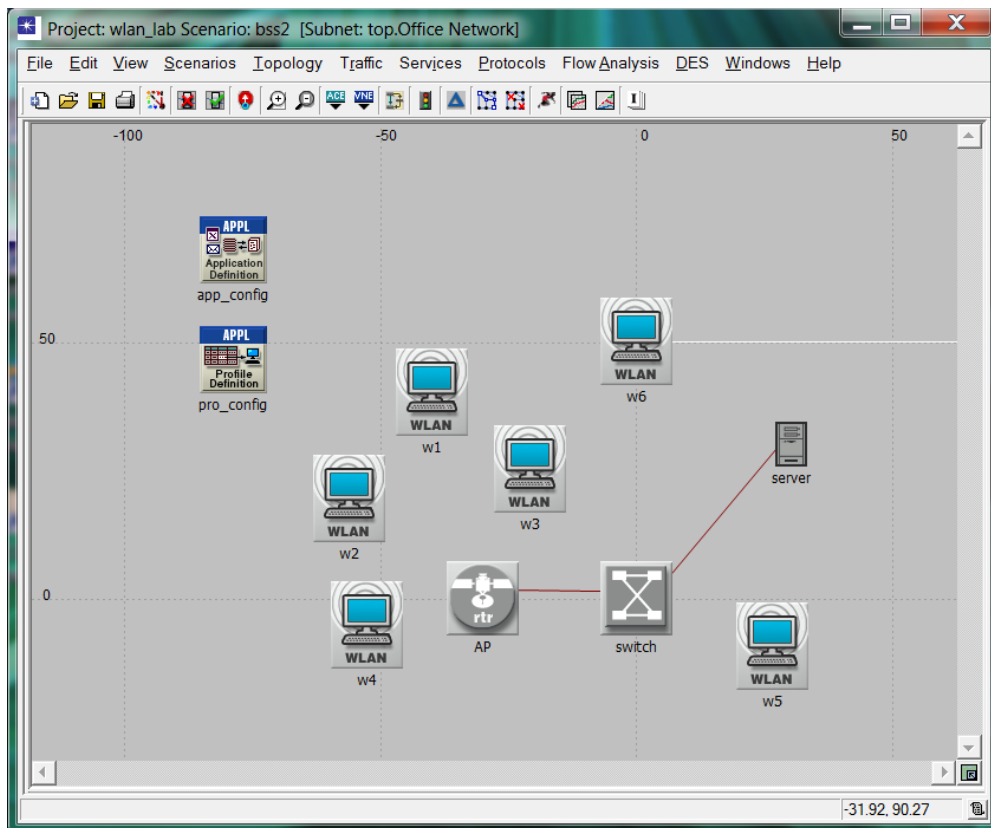 Project: wlan_lab Scenario: bss2 [Subnet: top.Office Network]
File Edit View Scenarios Topology Traffic Services Protocols Flow Analysis DES Windows Help
ACE VNE
-100 -50 0 50
APPL
Application
Definition
app_config
50
APPL
Profile
Definition
pro_config
WLAN
w6
WLAN
w1
server
WLAN
w3
WLAN
w2
0
rtr
AP
switch
WLAN
w4
WLAN
w5
-31.92, 90.27